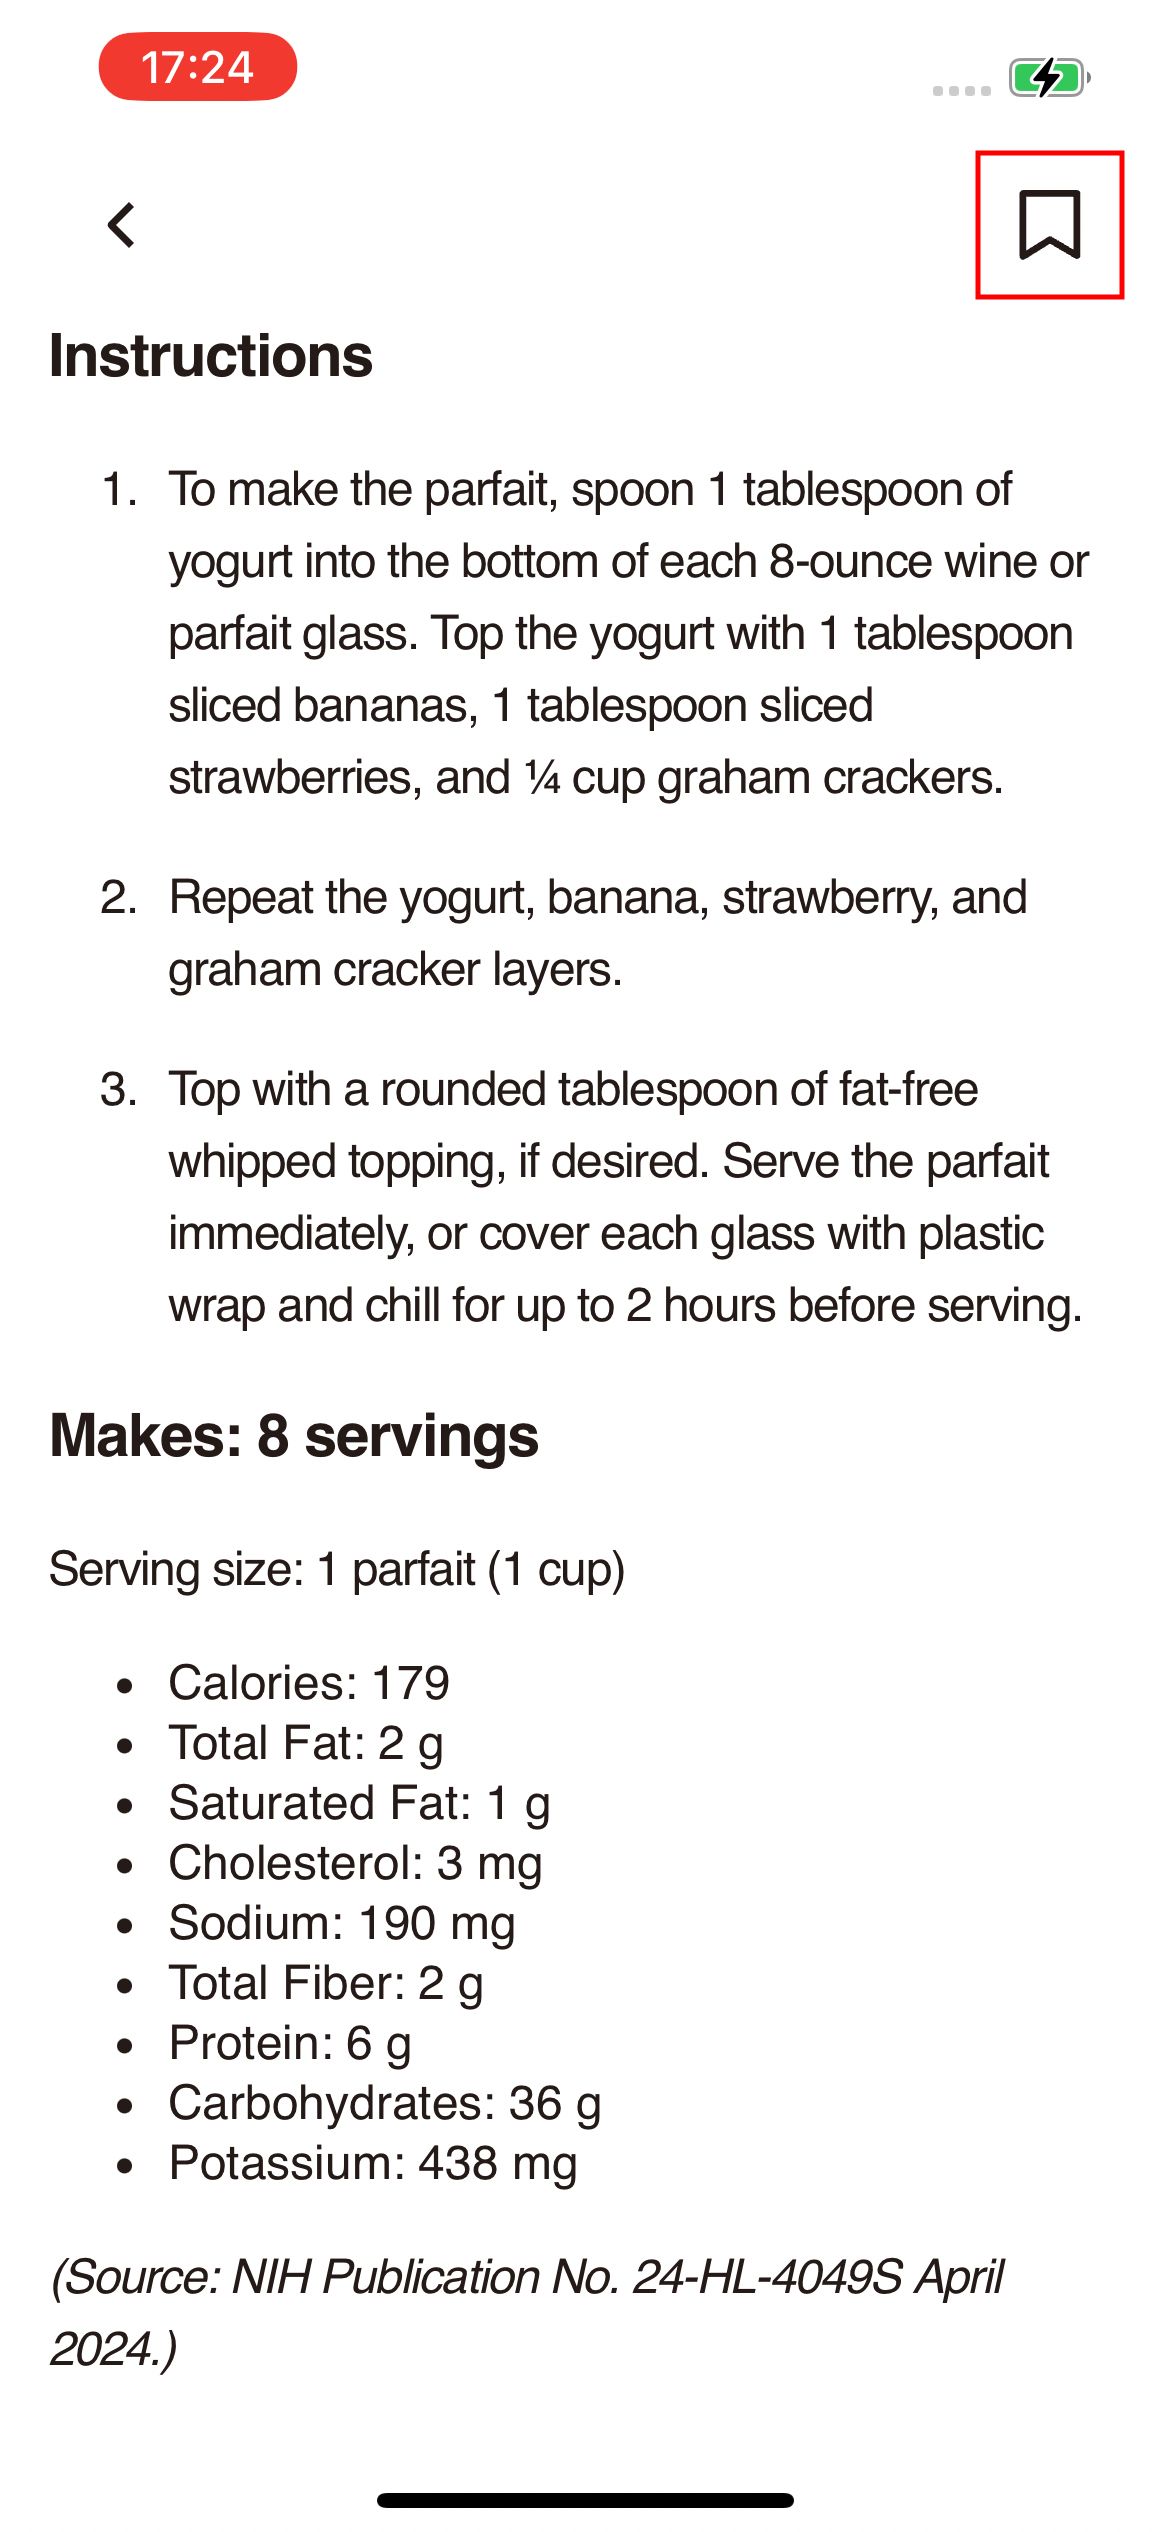 17:24
Instructions
1. To make the parfait, spoon 1 tablespoon of
yogurt into the bottom of each 8-ounce wine or
parfait glass. Top the yogurt with 1 tablespoon
sliced bananas, 1 tablespoon sliced
strawberries, and ¼ cup graham crackers.
2. Repeat the yogurt, banana, strawberry, and
graham cracker layers.
3. Top with a rounded tablespoon of fat-free
whipped topping, if desired. Serve the parfait
immediately, or cover each glass with plastic
wrap and chill for up to 2 hours before serving.
Makes: 8 servings
Serving size: 1 parfait (1 cup)
• Calories: 179
• Total Fat: 2 g
• Saturated Fat: 1 g
• Cholesterol: 3 mg
• Sodium: 190 mg
• Total Fiber: 2 g
• Protein: 6 g
• Carbohydrates: 36 g
• Potassium: 438 mg
(Source: NIH Publication No. 24-HL-4049S April
2024.)